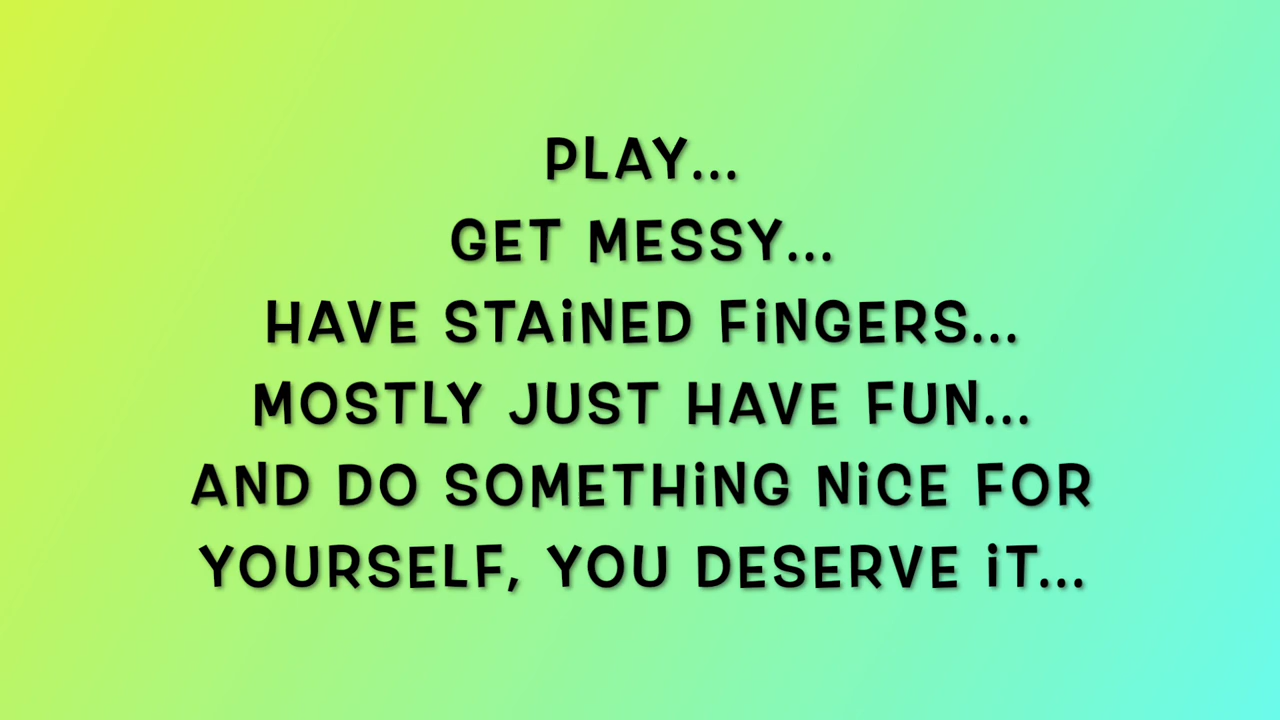 PLAY...
GET MESSY...
HAVE STAiNED FiNGERS...
MOSTLY JUST HAVE FUN...
AND DO SOMETHiNG NiCE FOR
YOURSELF, YOU DESERVE iT...